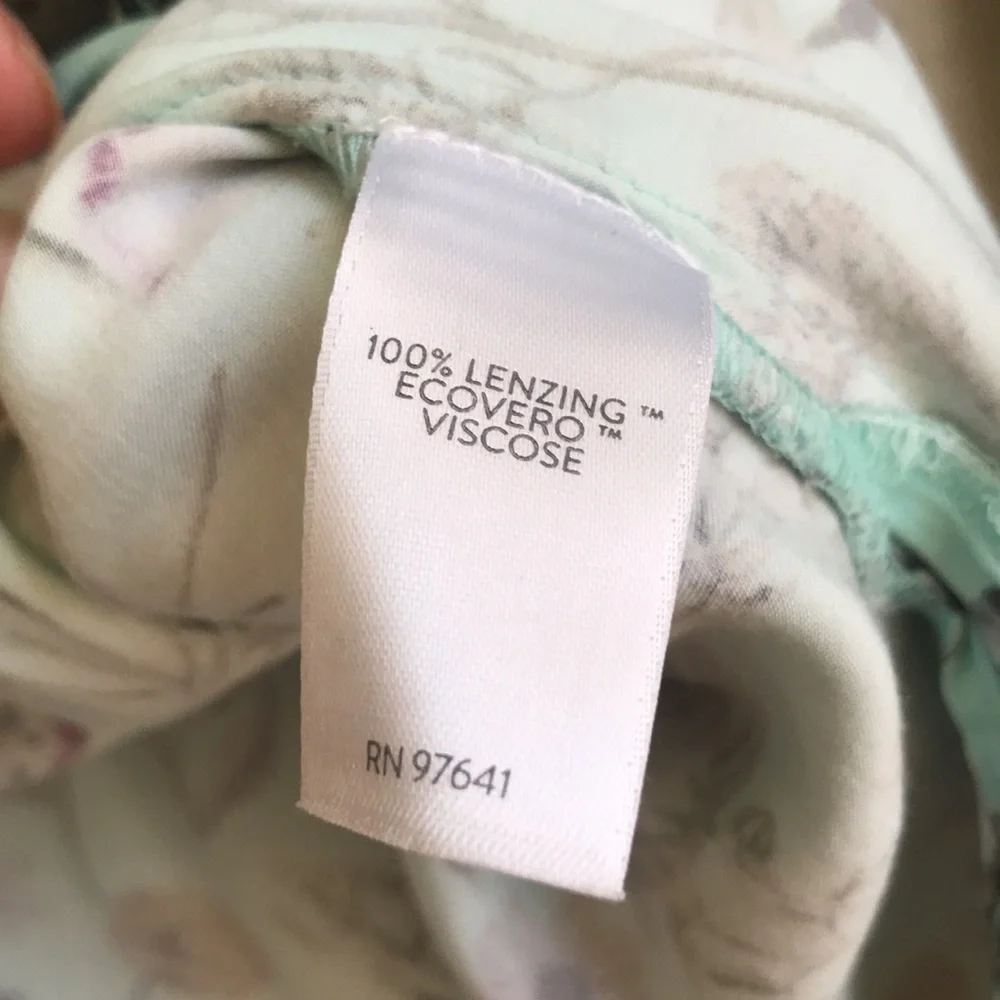 100% LENZING ™
ECOVERO ™
VISCOSE
RN 97641